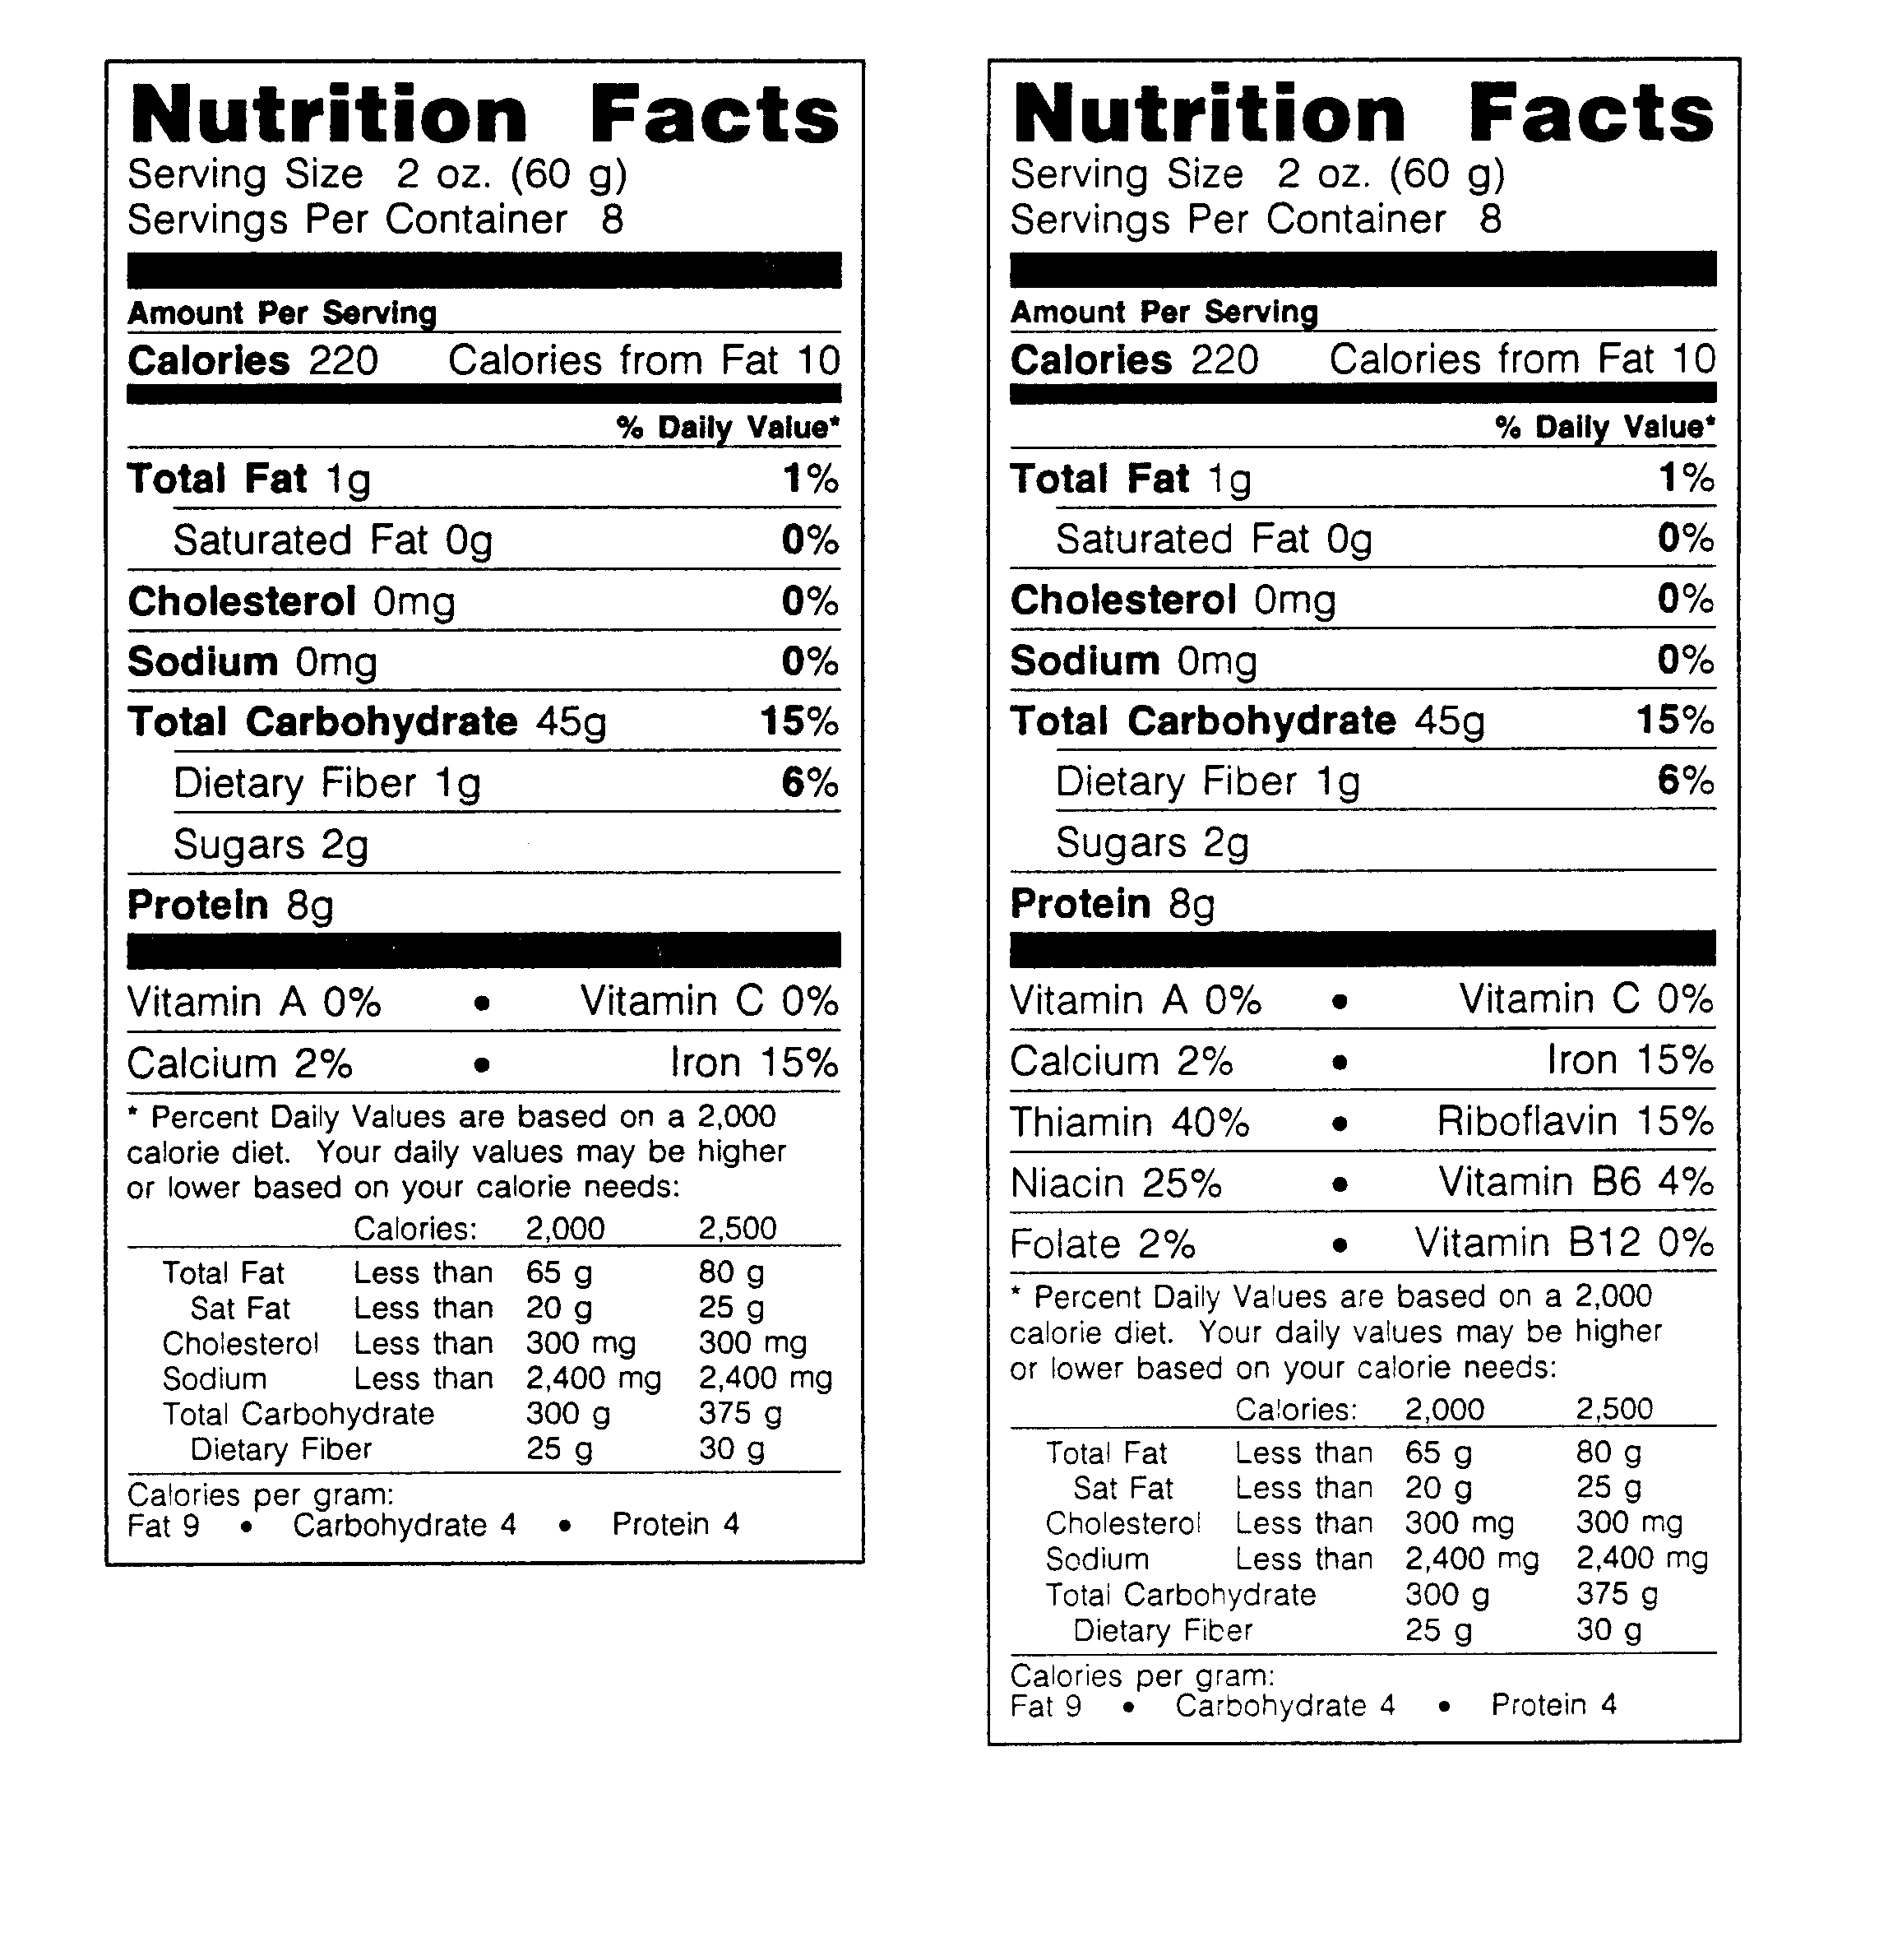 Nutrition Facts
Serving Size 2 oz. (60 g)
Servings Per Container 8
Amount Per Serving
Calories 220 Calories from Fat 10
% Daily Value*
Total Fat 1g 1%
Saturated Fat 0g 0%
Cholesterol 0mg 0%
Sodium 0mg 0%
Total Carbohydrate 45g 15%
Dietary Fiber 1g 6%
Sugars 2g
Protein 8g
Vitamin A 0% • Vitamin C 0%
Calcium 2% • Iron 15%
* Percent Daily Values are based on a 2,000
calorie diet. Your daily values may be higher
or lower based on your calorie needs:
Calories: 2,000 2,500
Total Fat Less than 65 g 80 g
Sat Fat Less than 20 g 25 g
Cholesterol Less than 300 mg 300 mg
Sodium Less than 2,400 mg 2,400 mg
Total Carbohydrate 300 g 375 g
Dietary Fiber 25 g 30 g
Calories per gram:
Fat 9 • Carbohydrate 4 • Protein 4
Nutrition Facts
Serving Size 2 oz. (60 g)
Servings Per Container 8
Amount Per Serving
Calories 220 Calories from Fat 10
% Daily Value*
Total Fat 1g 1%
Saturated Fat 0g 0%
Cholesterol 0mg 0%
Sodium 0mg 0%
Total Carbohydrate 45g 15%
Dietary Fiber 1g 6%
Sugars 2g
Protein 8g
Vitamin A 0% • Vitamin C 0%
Calcium 2% • Iron 15%
Thiamin 40% • Riboflavin 15%
Niacin 25% • Vitamin B6 4%
Folate 2% • Vitamin B12 0%
* Percent Daily Values are based on a 2,000
calorie diet. Your daily values may be higher
or lower based on your calorie needs:
Calories: 2,000 2,500
Total Fat Less than 65 g 80 g
Sat Fat Less than 20 g 25 g
Cholesterol Less than 300 mg 300 mg
Sodium Less than 2,400 mg 2,400 mg
Total Carbohydrate 300 g 375 g
Dietary Fiber 25 g 30 g
Calories per gram:
Fat 9 • Carbohydrate 4 • Protein 4